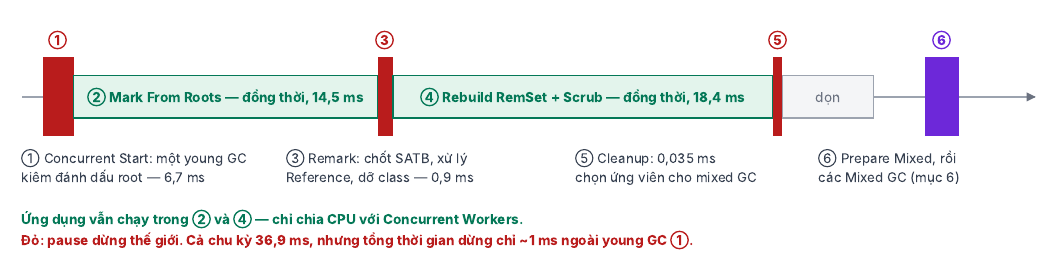 ① ③ ⑤ ⑥
② Mark From Roots — đồng thời, 14,5 ms
④ Rebuild RemSet + Scrub — đồng thời, 18,4 ms
dọn
① Concurrent Start: một young GC
kiêm đánh dấu root — 6,7 ms
③ Remark: chốt SATB, xử lý
Reference, dỡ class — 0,9 ms
⑤ Cleanup: 0,035 ms
chọn ứng viên cho mixed GC
⑥ Prepare Mixed, rồi
các Mixed GC (mục 6)
Ứng dụng vẫn chạy trong ② và ④ — chỉ chia CPU với Concurrent Workers.
Đỏ: pause dừng thế giới. Cả chu kỳ 36,9 ms, nhưng tổng thời gian dừng chỉ ~1 ms ngoài young GC ①.